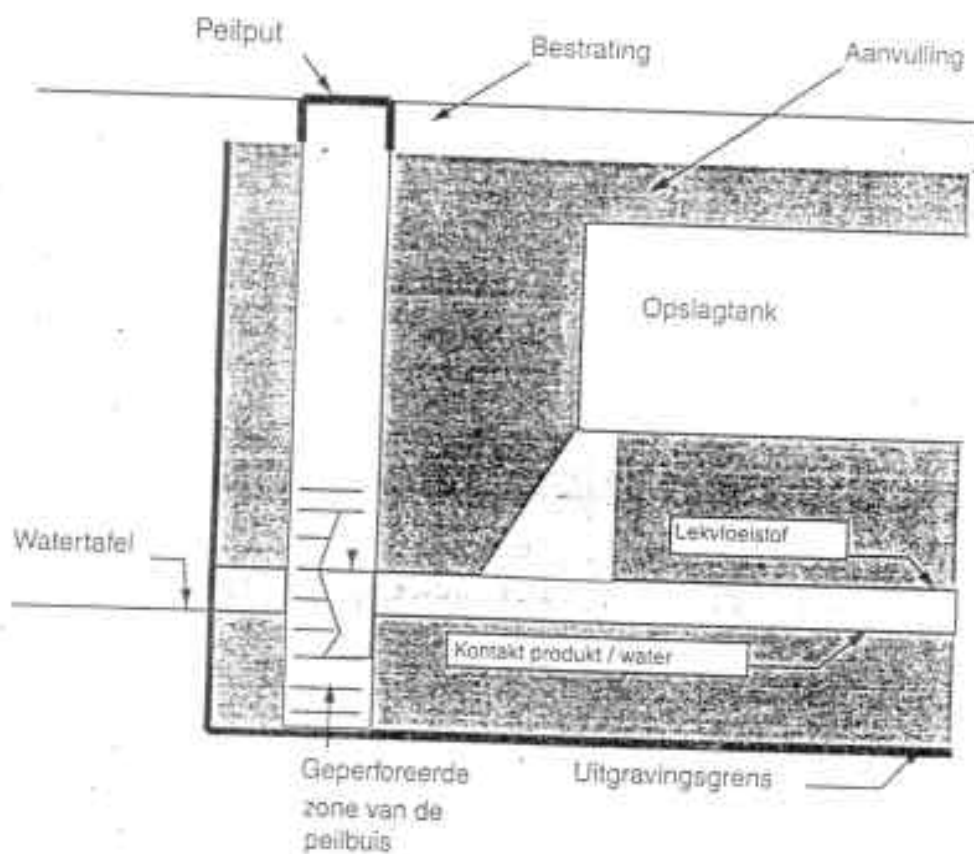 Peilput
Bestrating
Aanvulling
Opslagtank
Watertafel
Lekvloeistof
Kontakt produkt / water
Geperforeerde
zone van de
peilbuis
Uitgravingsgrens